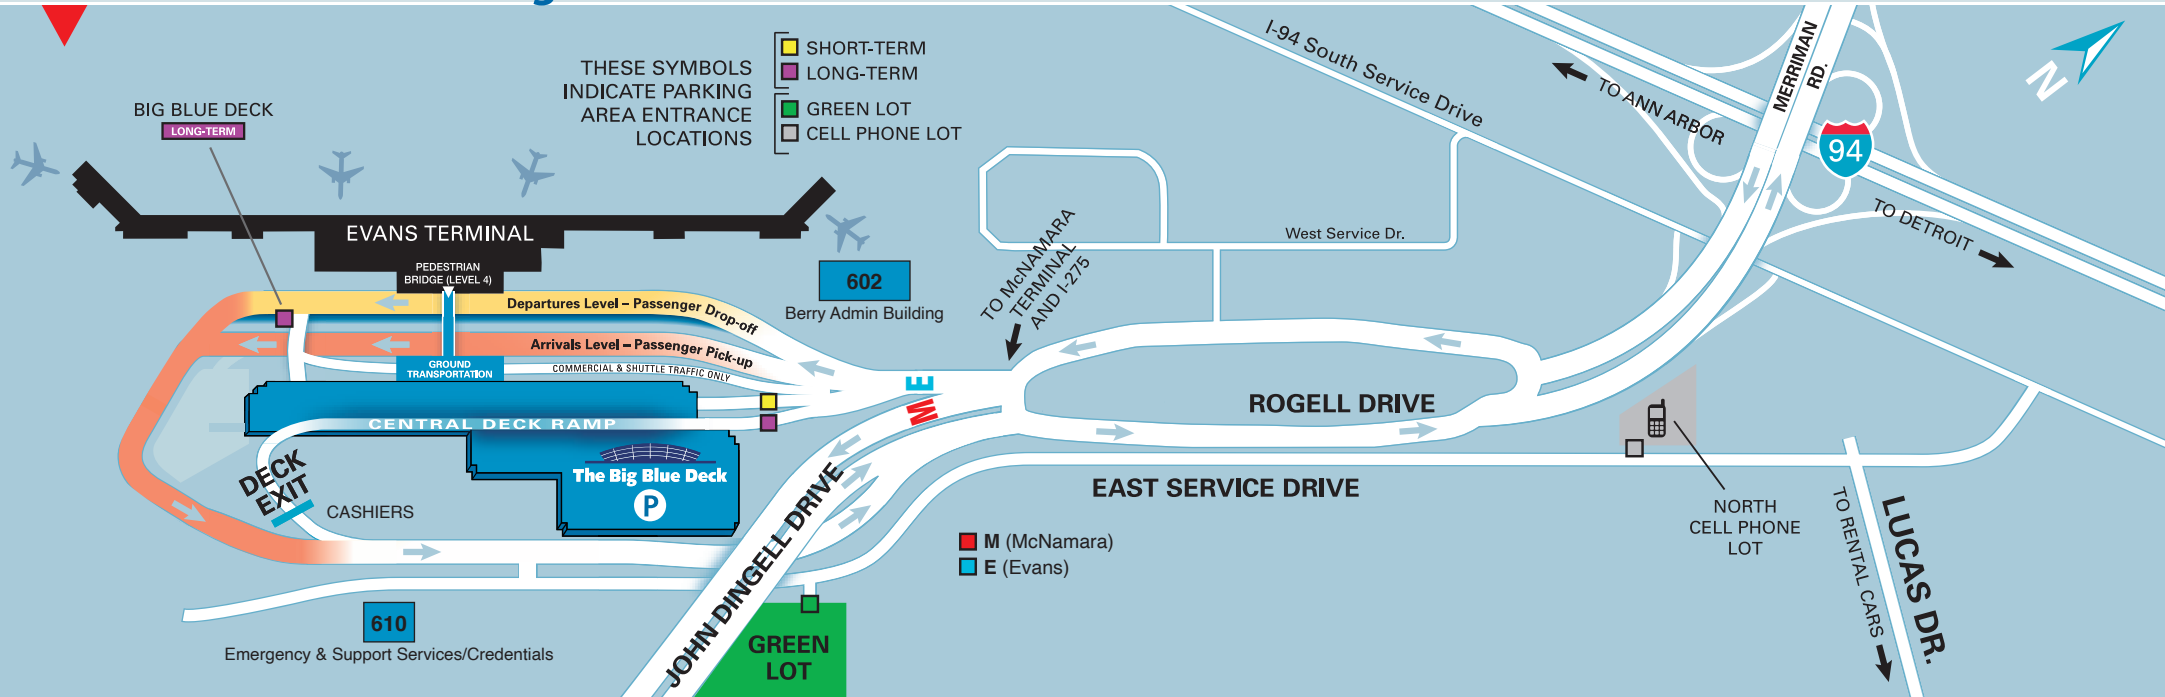 THESE SYMBOLS
INDICATE PARKING
AREA ENTRANCE
LOCATIONS
SHORT-TERM
LONG-TERM
GREEN LOT
CELL PHONE LOT
BIG BLUE DECK
LONG-TERM
EVANS TERMINAL
PEDESTRIAN
BRIDGE (LEVEL 4)
Departures Level – Passenger Drop-off
Arrivals Level – Passenger Pick-up
GROUND
TRANSPORTATION
COMMERCIAL & SHUTTLE TRAFFIC ONLY
CENTRAL DECK RAMP
The Big Blue Deck
P
DECK
EXIT
CASHIERS
610
Emergency & Support Services/Credentials
602
Berry Admin Building
E
M
TO McNAMARA
TERMINAL
AND I-275
JOHN DINGELL DRIVE
GREEN
LOT
M (McNamara)
E (Evans)
West Service Dr.
I-94 South Service Drive
ROGELL DRIVE
EAST SERVICE DRIVE
MERRIMAN
RD.
TO ANN ARBOR
94
TO DETROIT
N
NORTH
CELL PHONE
LOT
TO RENTAL CARS
LUCAS DR.